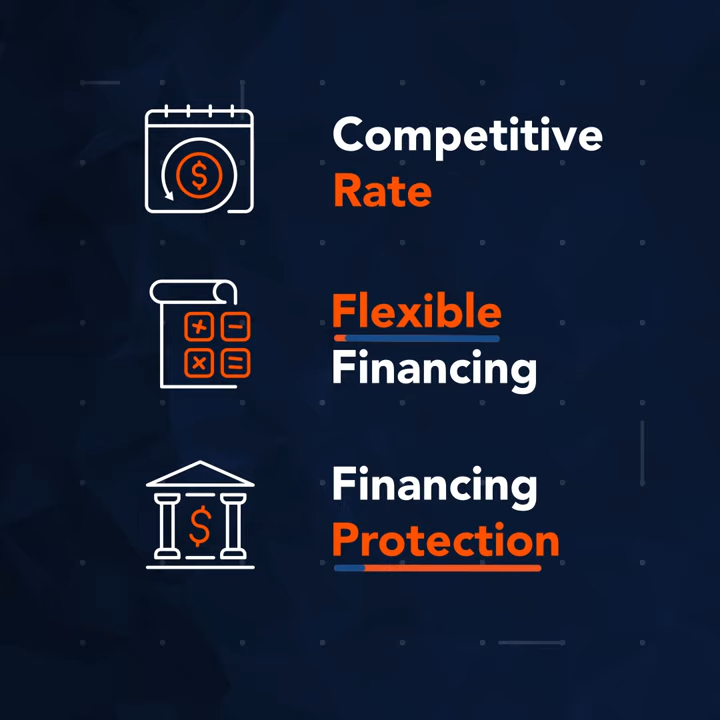 Competitive
Rate
$
Flexible
Financing
+ −
× =
Financing
Protection
$